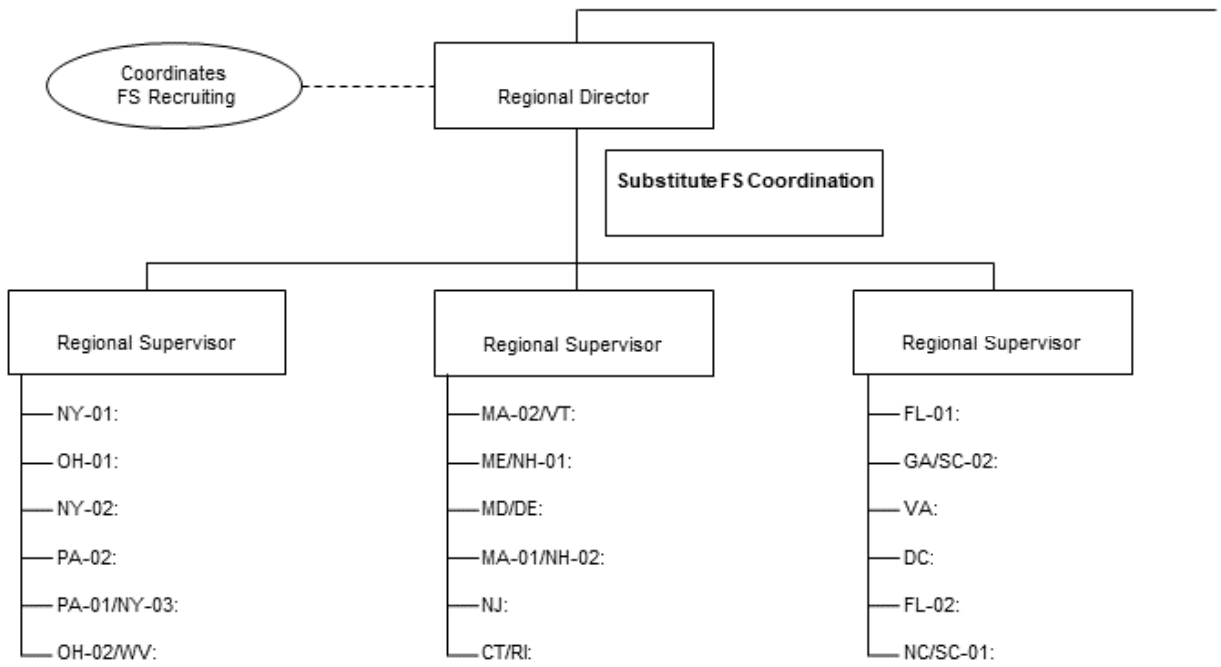 Coordinates
FS Recruiting
Regional Director
Substitute FS Coordination
Regional Supervisor
NY-01:
OH-01:
NY-02:
PA-02:
PA-01/NY-03:
OH-02/WV:
Regional Supervisor
MA-02/VT:
ME/NH-01:
MD/DE:
MA-01/NH-02:
NJ:
CT/RI:
Regional Supervisor
FL-01:
GA/SC-02:
VA:
DC:
FL-02:
NC/SC-01: